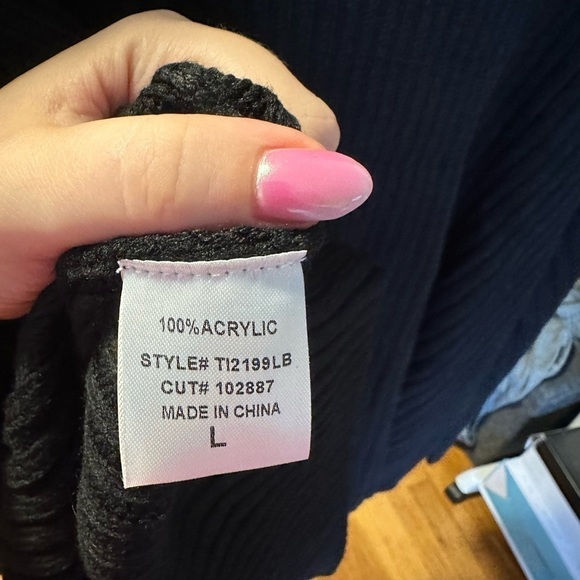 100% ACRYLIC
STYLE# TI2199LB
CUT# 102887
MADE IN CHINA
L